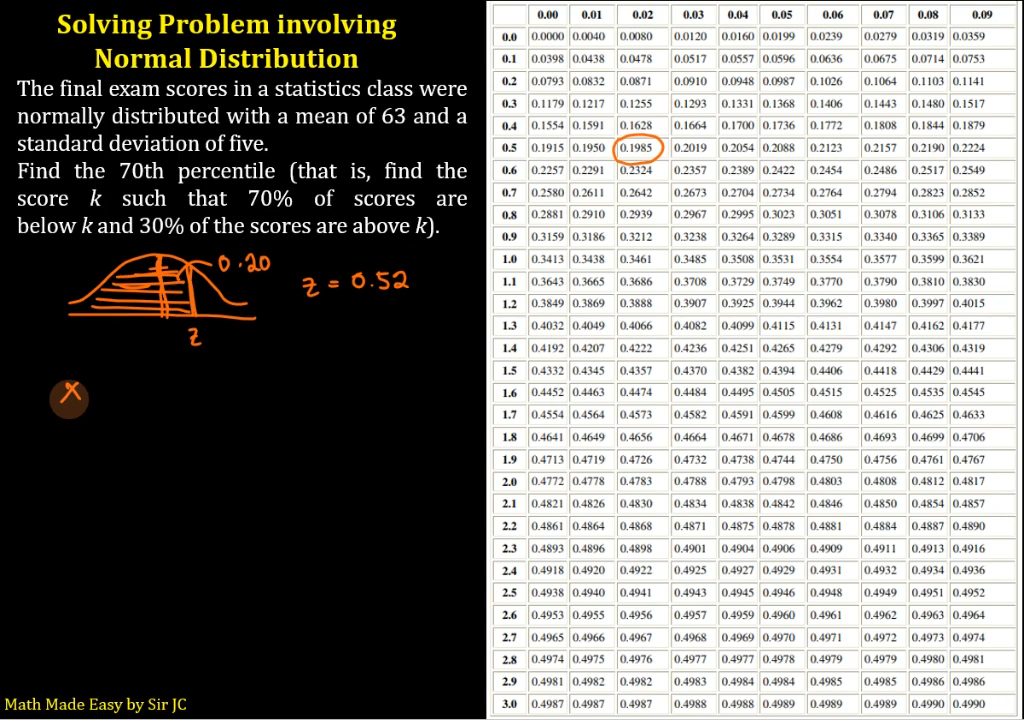 Solving Problem involving
Normal Distribution
The final exam scores in a statistics class were
normally distributed with a mean of 63 and a
standard deviation of five.
Find the 70th percentile (that is, find the
score k such that 70% of scores are
below k and 30% of the scores are above k).
0.20
z = 0.52
z
x
Math Made Easy by Sir JC
0.00 0.01 0.02 0.03 0.04 0.05 0.06 0.07 0.08 0.09
0.0 0.0000 0.0040 0.0080 0.0120 0.0160 0.0199 0.0239 0.0279 0.0319 0.0359
0.1 0.0398 0.0438 0.0478 0.0517 0.0557 0.0596 0.0636 0.0675 0.0714 0.0753
0.2 0.0793 0.0832 0.0871 0.0910 0.0948 0.0987 0.1026 0.1064 0.1103 0.1141
0.3 0.1179 0.1217 0.1255 0.1293 0.1331 0.1368 0.1406 0.1443 0.1480 0.1517
0.4 0.1554 0.1591 0.1628 0.1664 0.1700 0.1736 0.1772 0.1808 0.1844 0.1879
0.5 0.1915 0.1950 0.1985 0.2019 0.2054 0.2088 0.2123 0.2157 0.2190 0.2224
0.6 0.2257 0.2291 0.2324 0.2357 0.2389 0.2422 0.2454 0.2486 0.2517 0.2549
0.7 0.2580 0.2611 0.2642 0.2673 0.2704 0.2734 0.2764 0.2794 0.2823 0.2852
0.8 0.2881 0.2910 0.2939 0.2967 0.2995 0.3023 0.3051 0.3078 0.3106 0.3133
0.9 0.3159 0.3186 0.3212 0.3238 0.3264 0.3289 0.3315 0.3340 0.3365 0.3389
1.0 0.3413 0.3438 0.3461 0.3485 0.3508 0.3531 0.3554 0.3577 0.3599 0.3621
1.1 0.3643 0.3665 0.3686 0.3708 0.3729 0.3749 0.3770 0.3790 0.3810 0.3830
1.2 0.3849 0.3869 0.3888 0.3907 0.3925 0.3944 0.3962 0.3980 0.3997 0.4015
1.3 0.4032 0.4049 0.4066 0.4082 0.4099 0.4115 0.4131 0.4147 0.4162 0.4177
1.4 0.4192 0.4207 0.4222 0.4236 0.4251 0.4265 0.4279 0.4292 0.4306 0.4319
1.5 0.4332 0.4345 0.4357 0.4370 0.4382 0.4394 0.4406 0.4418 0.4429 0.4441
1.6 0.4452 0.4463 0.4474 0.4484 0.4495 0.4505 0.4515 0.4525 0.4535 0.4545
1.7 0.4554 0.4564 0.4573 0.4582 0.4591 0.4599 0.4608 0.4616 0.4625 0.4633
1.8 0.4641 0.4649 0.4656 0.4664 0.4671 0.4678 0.4686 0.4693 0.4699 0.4706
1.9 0.4713 0.4719 0.4726 0.4732 0.4738 0.4744 0.4750 0.4756 0.4761 0.4767
2.0 0.4772 0.4778 0.4783 0.4788 0.4793 0.4798 0.4803 0.4808 0.4812 0.4817
2.1 0.4821 0.4826 0.4830 0.4834 0.4838 0.4842 0.4846 0.4850 0.4854 0.4857
2.2 0.4861 0.4864 0.4868 0.4871 0.4875 0.4878 0.4881 0.4884 0.4887 0.4890
2.3 0.4893 0.4896 0.4898 0.4901 0.4904 0.4906 0.4909 0.4911 0.4913 0.4916
2.4 0.4918 0.4920 0.4922 0.4925 0.4927 0.4929 0.4931 0.4932 0.4934 0.4936
2.5 0.4938 0.4940 0.4941 0.4943 0.4945 0.4946 0.4948 0.4949 0.4951 0.4952
2.6 0.4953 0.4955 0.4956 0.4957 0.4959 0.4960 0.4961 0.4962 0.4963 0.4964
2.7 0.4965 0.4966 0.4967 0.4968 0.4969 0.4970 0.4971 0.4972 0.4973 0.4974
2.8 0.4974 0.4975 0.4976 0.4977 0.4977 0.4978 0.4979 0.4979 0.4980 0.4981
2.9 0.4981 0.4982 0.4982 0.4983 0.4984 0.4984 0.4985 0.4985 0.4986 0.4986
3.0 0.4987 0.4987 0.4987 0.4988 0.4988 0.4989 0.4989 0.4989 0.4990 0.4990